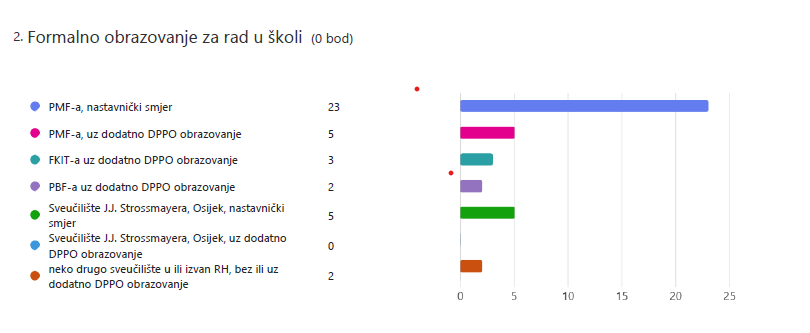 2. Formalno obrazovanje za rad u školi (0 bod)
PMF-a, nastavnički smjer 23
PMF-a, uz dodatno DPPO obrazovanje 5
FKIT-a uz dodatno DPPO obrazovanje 3
PBF-a uz dodatno DPPO obrazovanje 2
Sveučilište J.J. Strossmayera, Osijek, nastavnički
smjer 5
Sveučilište J.J. Strossmayera, Osijek, uz dodatno
DPPO obrazovanje 0
neko drugo sveučilište u ili izvan RH, bez ili uz
dodatno DPPO obrazovanje 2
0 5 10 15 20 25